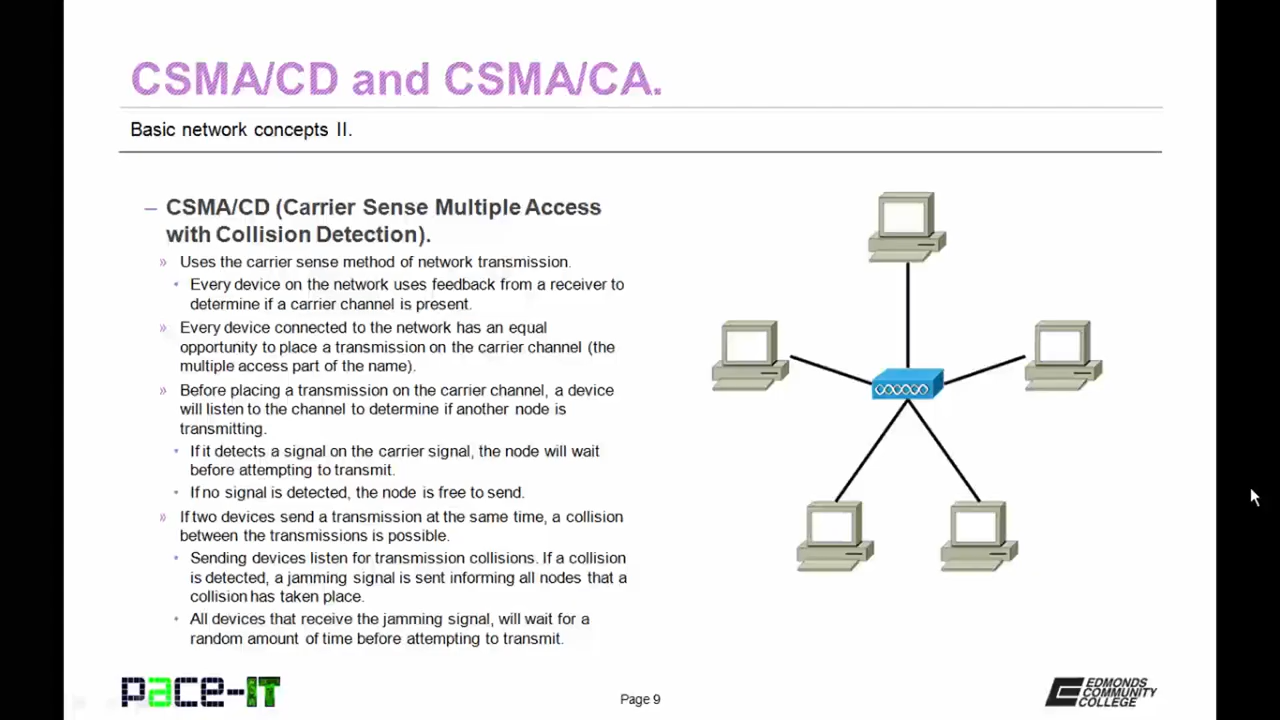 CSMA/CD and CSMA/CA.
Basic network concepts II.
– CSMA/CD (Carrier Sense Multiple Access
with Collision Detection).
» Uses the carrier sense method of network transmission.
• Every device on the network uses feedback from a receiver to
determine if a carrier channel is present.
» Every device connected to the network has an equal
opportunity to place a transmission on the carrier channel (the
multiple access part of the name).
» Before placing a transmission on the carrier channel, a device
will listen to the channel to determine if another node is
transmitting.
• If it detects a signal on the carrier signal, the node will wait
before attempting to transmit.
• If no signal is detected, the node is free to send.
» If two devices send a transmission at the same time, a collision
between the transmissions is possible.
• Sending devices listen for transmission collisions. If a collision
is detected, a jamming signal is sent informing all nodes that a
collision has taken place.
• All devices that receive the jamming signal, will wait for a
random amount of time before attempting to transmit.
pace-IT
Page 9
EDMONDS
COMMUNITY
COLLEGE